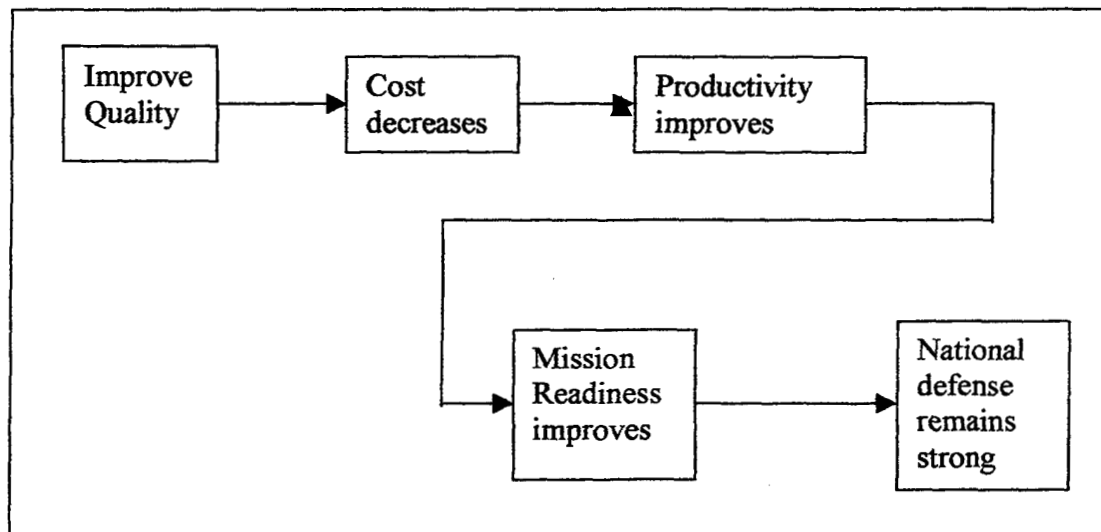 Improve
Quality
Cost
decreases
Productivity
improves
Mission
Readiness
improves
National
defense
remains
strong